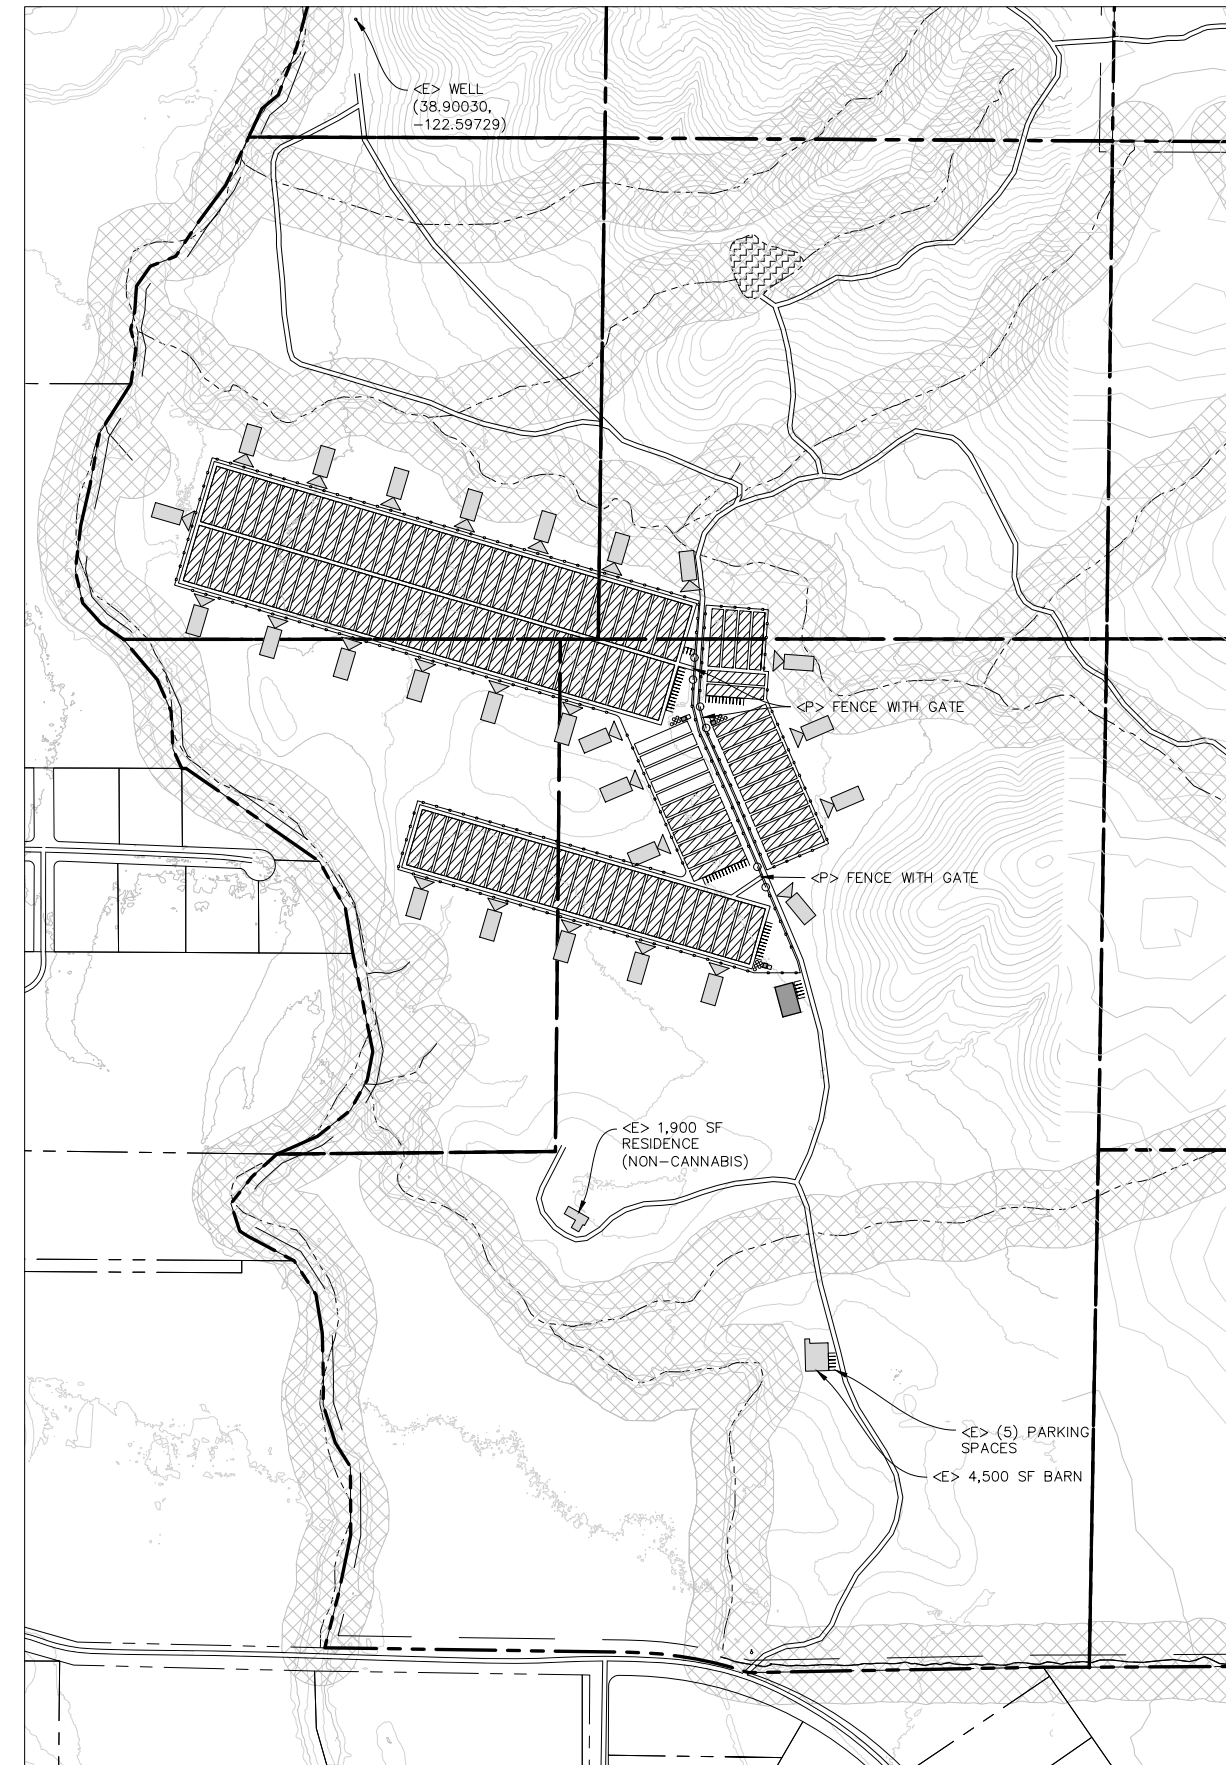 <E> WELL
(38.90030,
-122.59729)
<P> FENCE WITH GATE
<P> FENCE WITH GATE
<E> 1,900 SF
RESIDENCE
(NON-CANNABIS)
<E> (5) PARKING
SPACES
<E> 4,500 SF BARN